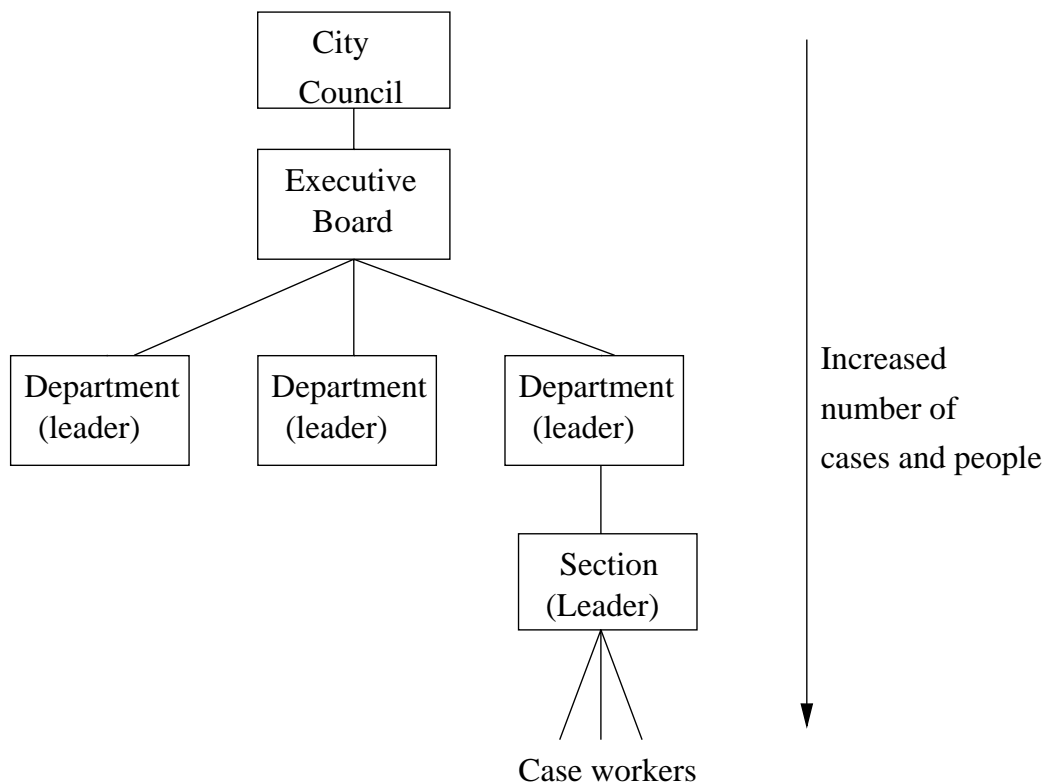 City
Council
Executive
Board
Department
(leader)
Department
(leader)
Department
(leader)
Increased
number of
cases and people
Section
(Leader)
Case workers